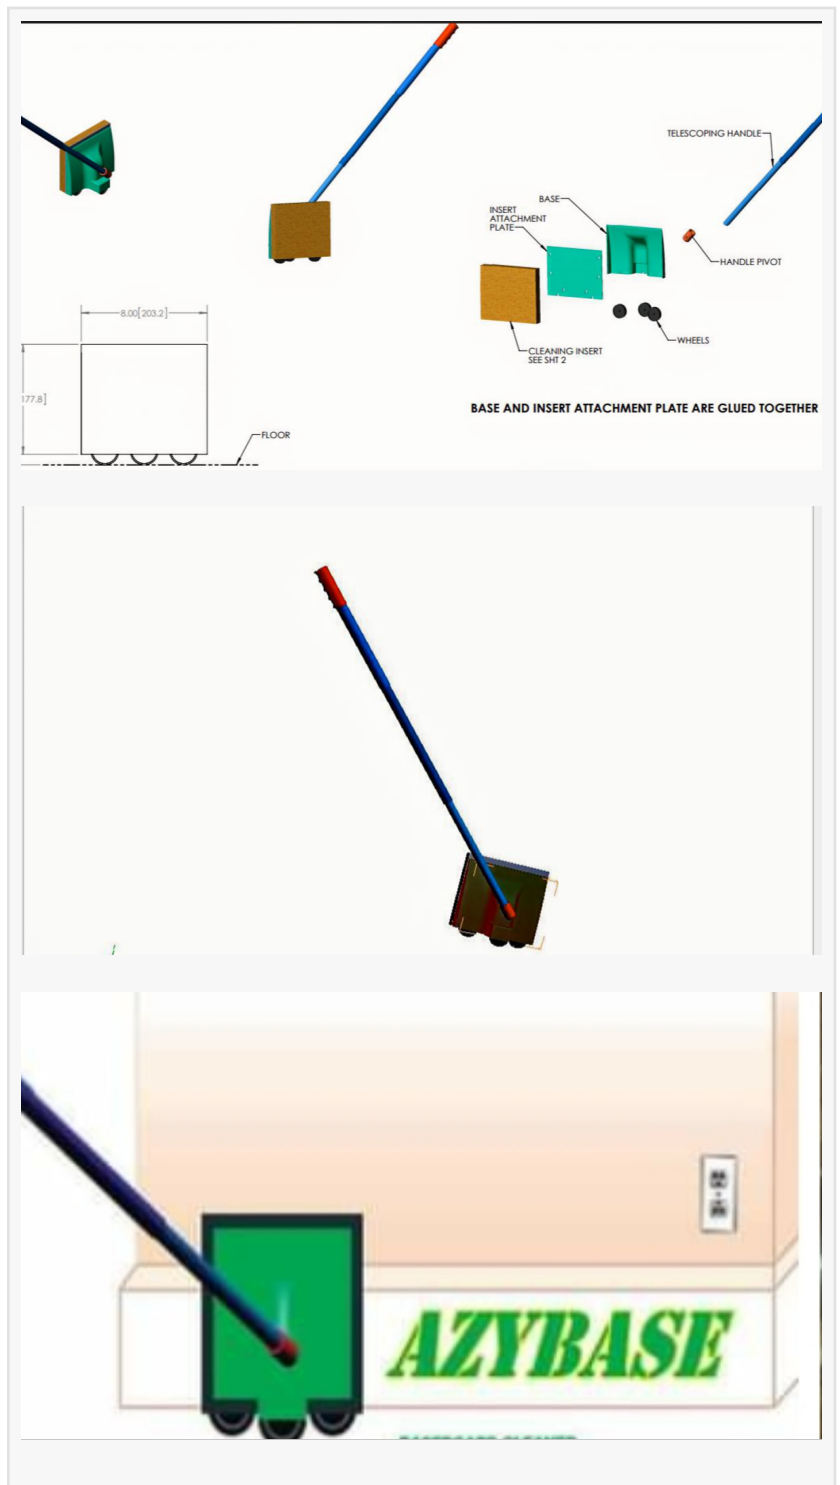 TELESCOPING HANDLE
BASE
INSERT
ATTACHMENT
PLATE
HANDLE PIVOT
8.00[203.2]
WHEELS
CLEANING INSERT
SEE SHT 2
177.8]
BASE AND INSERT ATTACHMENT PLATE ARE GLUED TOGETHER
FLOOR
AZYBASE